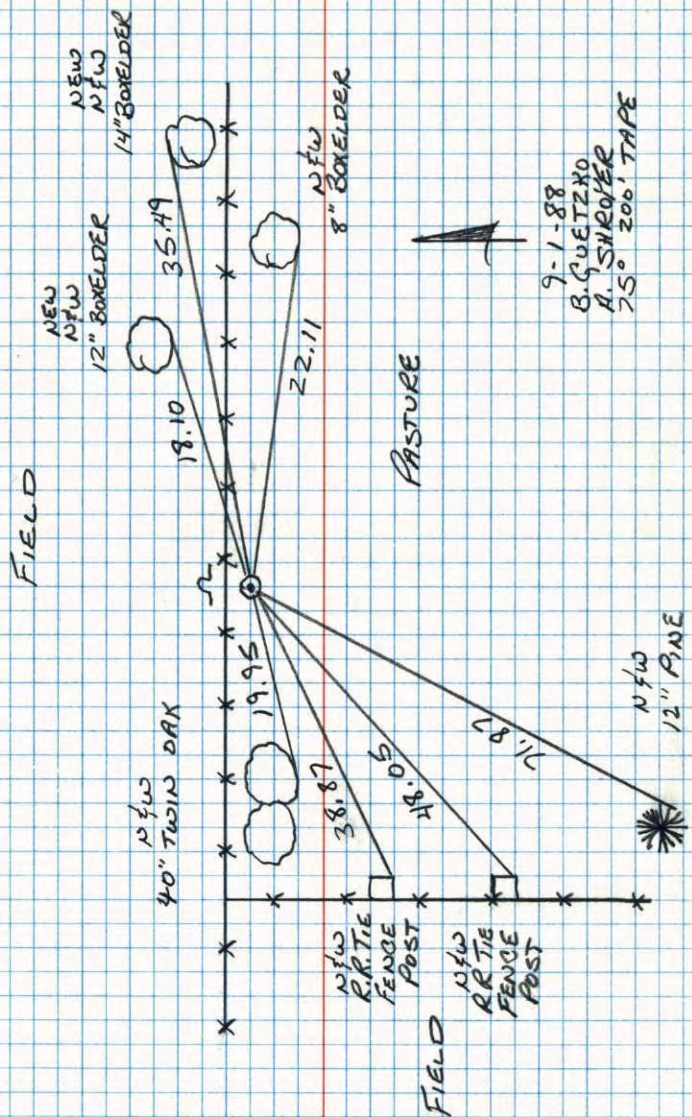 FIELD
NEW
N&W
12" BOXELDER
NEW
N&W
14" BOXELDER
N&W
40" TWIN OAK
18.10
35.49
N&W
8" BOXELDER
19.95
22.11
38.87
48.05
71.87
N&W
R.R. TIE
FENCE
POST
N&W
RR TIE
FENCE
POST
FIELD
PASTURE
N&W
12" PINE
9-1-88
B. GUETZKO
A. SHROYER
75° 200' TAPE